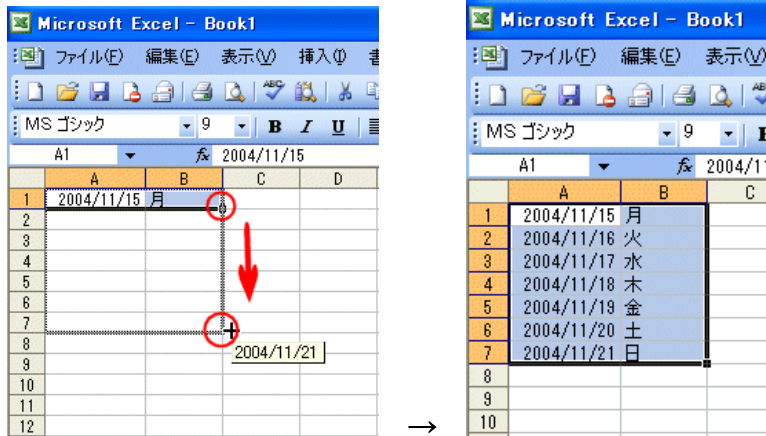 Microsoft Excel - Book1
ファイル(F) 編集(E) 表示(V) 挿入(I) 書
MS ゴシック 9 B I U
A1 fx 2004/11/15
A B C D
1 2004/11/15 月
2
3
4
5
6
7
8 2004/11/21
9
10
11
12
→
Microsoft Excel - Book1
ファイル(F) 編集(E) 表示(V)
MS ゴシック 9
A1 fx 2004/11
A B C
1 2004/11/15 月
2 2004/11/16 火
3 2004/11/17 水
4 2004/11/18 木
5 2004/11/19 金
6 2004/11/20 土
7 2004/11/21 日
8
9
10